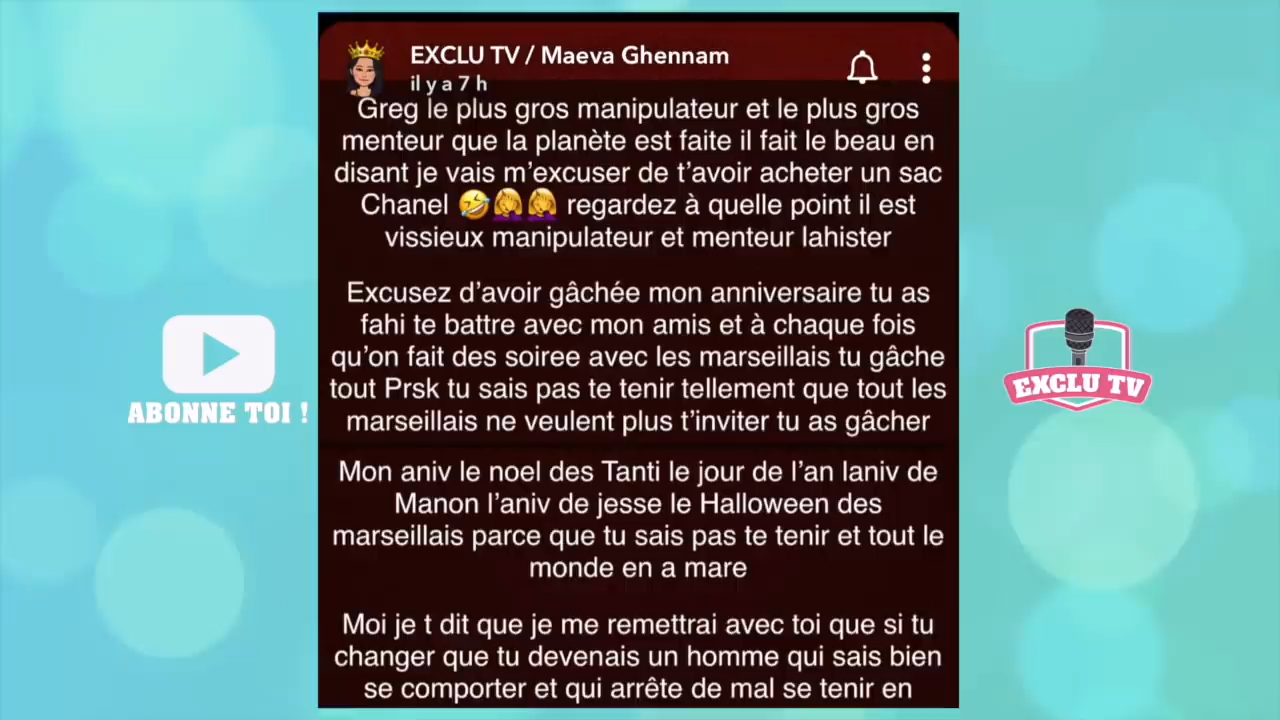 EXCLU TV / Maeva Ghennam
il y a 7 h
Greg le plus gros manipulateur et le plus gros
menteur que la planète est faite il fait le beau en
disant je vais m'excuser de t'avoir acheter un sac
Chanel 🤣🤦‍♀️🤦‍♀️ regardez à quelle point il est
vissieux manipulateur et menteur lahister
Excusez d'avoir gâchée mon anniversaire tu as
fahi te battre avec mon amis et à chaque fois
qu'on fait des soiree avec les marseillais tu gâche
tout Prsk tu sais pas te tenir tellement que tout les
marseillais ne veulent plus t'inviter tu as gâcher
Mon aniv le noel des Tanti le jour de l'an laniv de
Manon l'aniv de jesse le Halloween des
marseillais parce que tu sais pas te tenir et tout le
monde en a mare
Moi je t dit que je me remettrai avec toi que si tu
changer que tu devenais un homme qui sais bien
se comporter et qui arrête de mal se tenir en
ABONNE TOI !
EXCLU TV